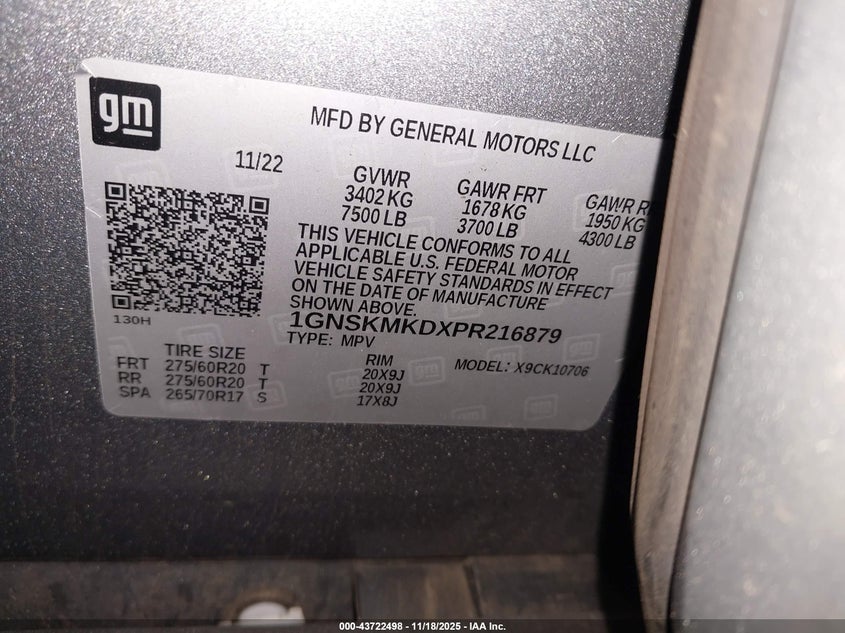 gm
MFD BY GENERAL MOTORS LLC
11/22
GVWR GAWR FRT GAWR
3402 KG 1678 KG 1950 KG
7500 LB 3700 LB 4300 LB
THIS VEHICLE CONFORMS TO ALL
APPLICABLE U.S. FEDERAL MOTOR
VEHICLE SAFETY STANDARDS IN EFFECT
ON THE DATE OF MANUFACTURE
SHOWN ABOVE.
130H
1GNSKMKDXPR216879
TYPE: MPV
MODEL: X9CK10706
TIRE SIZE RIM
FRT 275/60R20 T 20X9J
RR 275/60R20 T 20X9J
SPA 265/70R17 S 17X8J
000-43722498 - 11/18/2025 - IAA Inc.